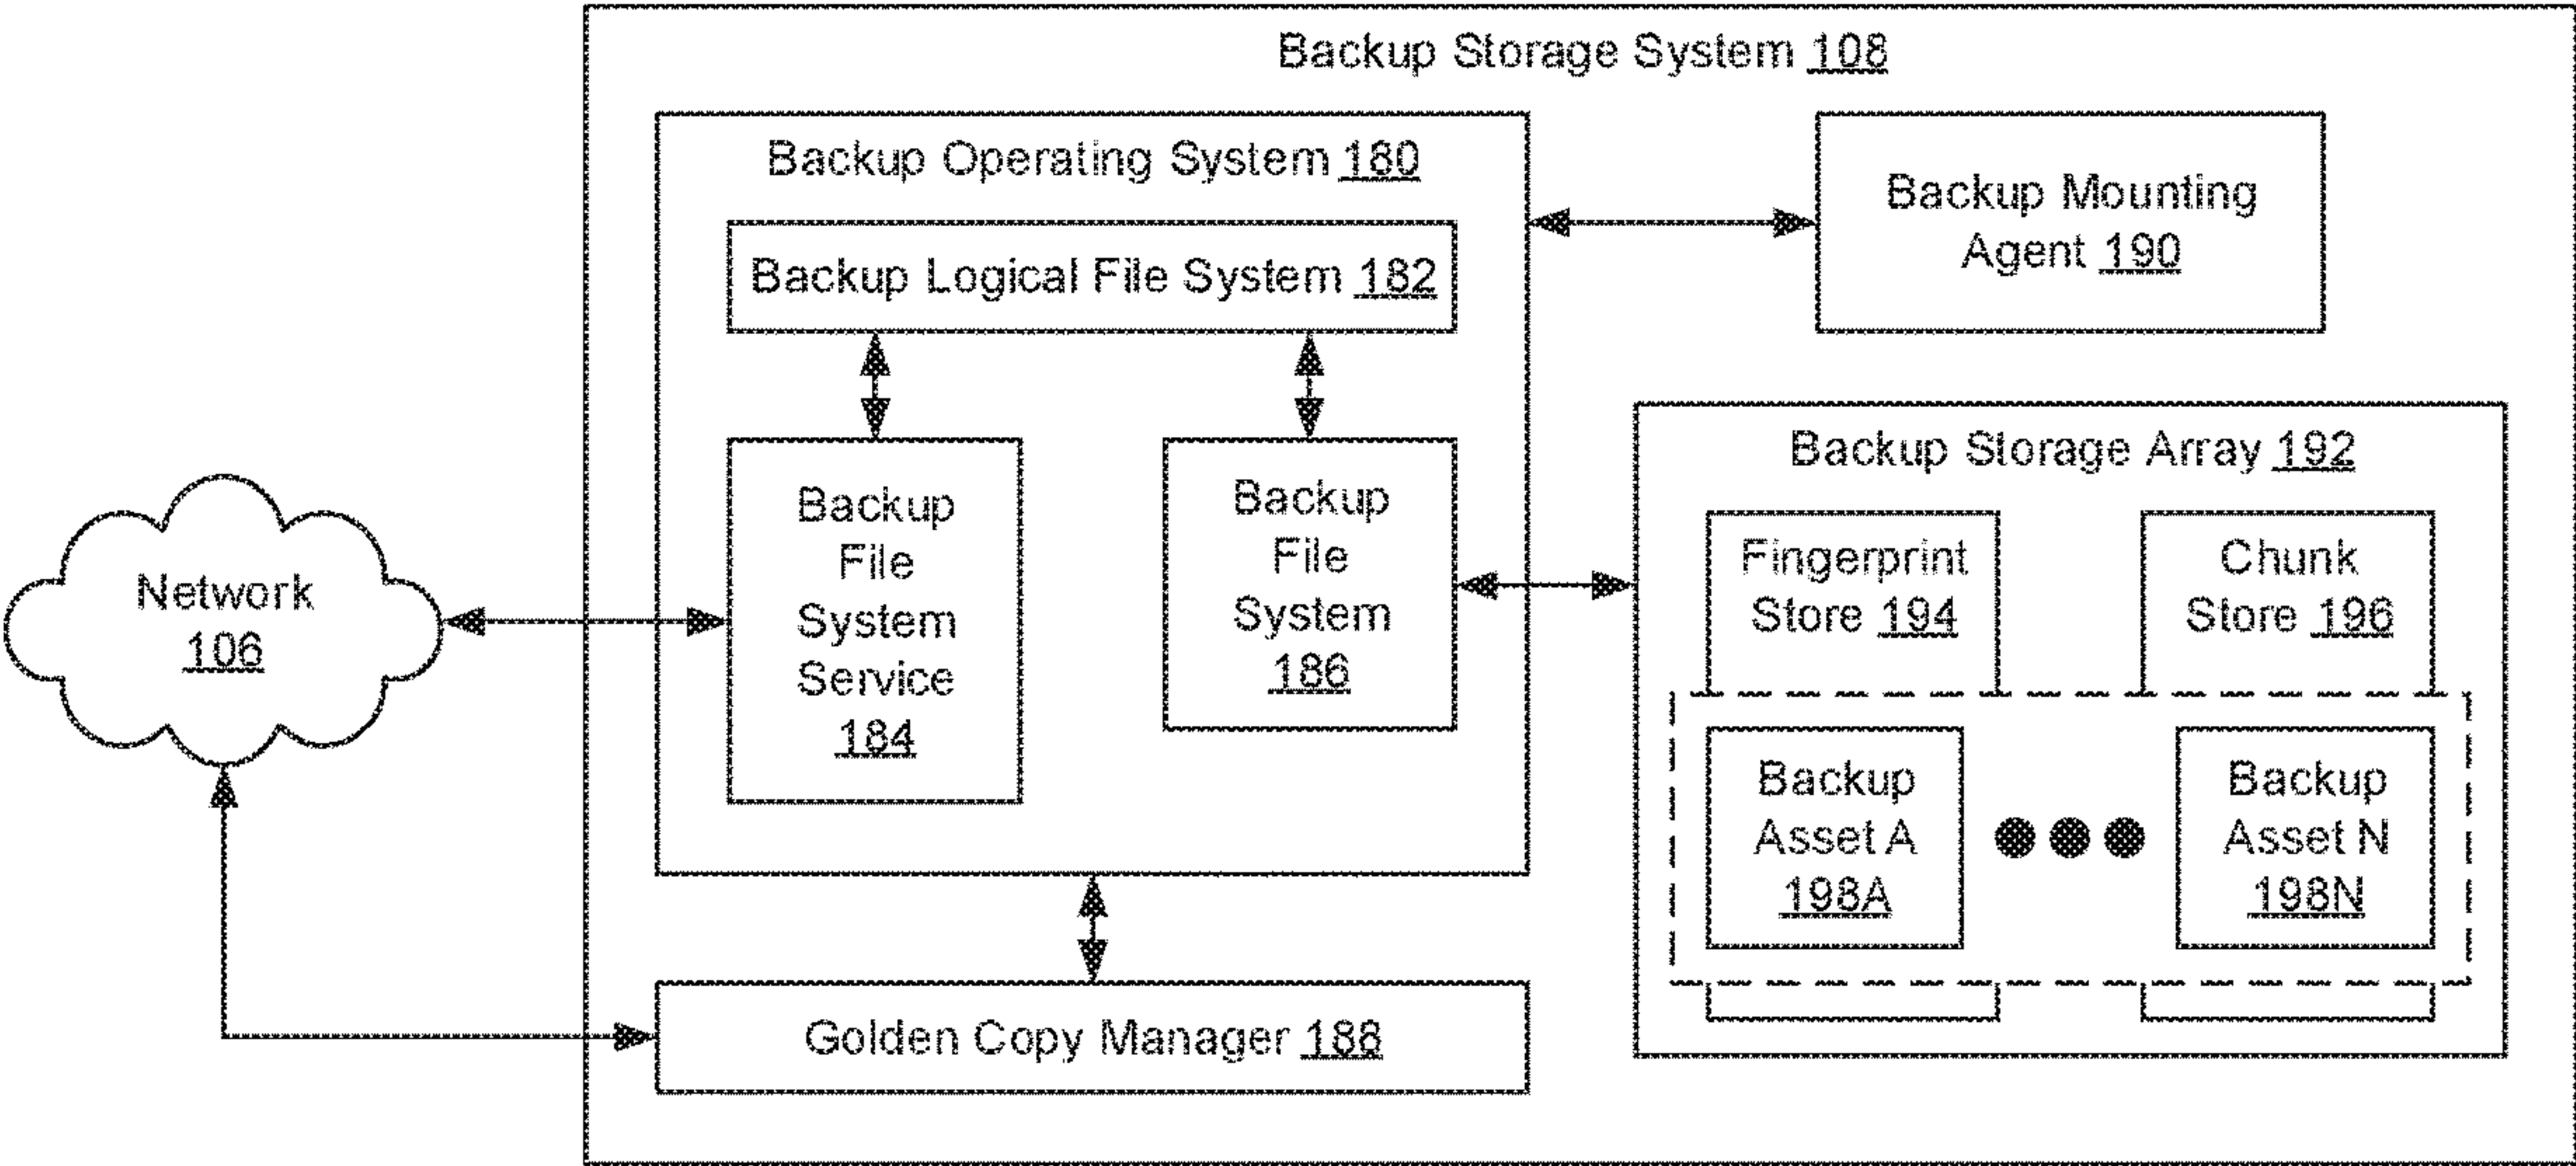 Backup Storage System 108
Backup Operating System 180
Backup Logical File System 182
Backup
File
System
Service
184
Backup
File
System
186
Backup Mounting
Agent 190
Backup Storage Array 192
Fingerprint
Store 194
Chunk
Store 196
Backup
Asset A
198A
Backup
Asset N
198N
Network
106
Golden Copy Manager 188